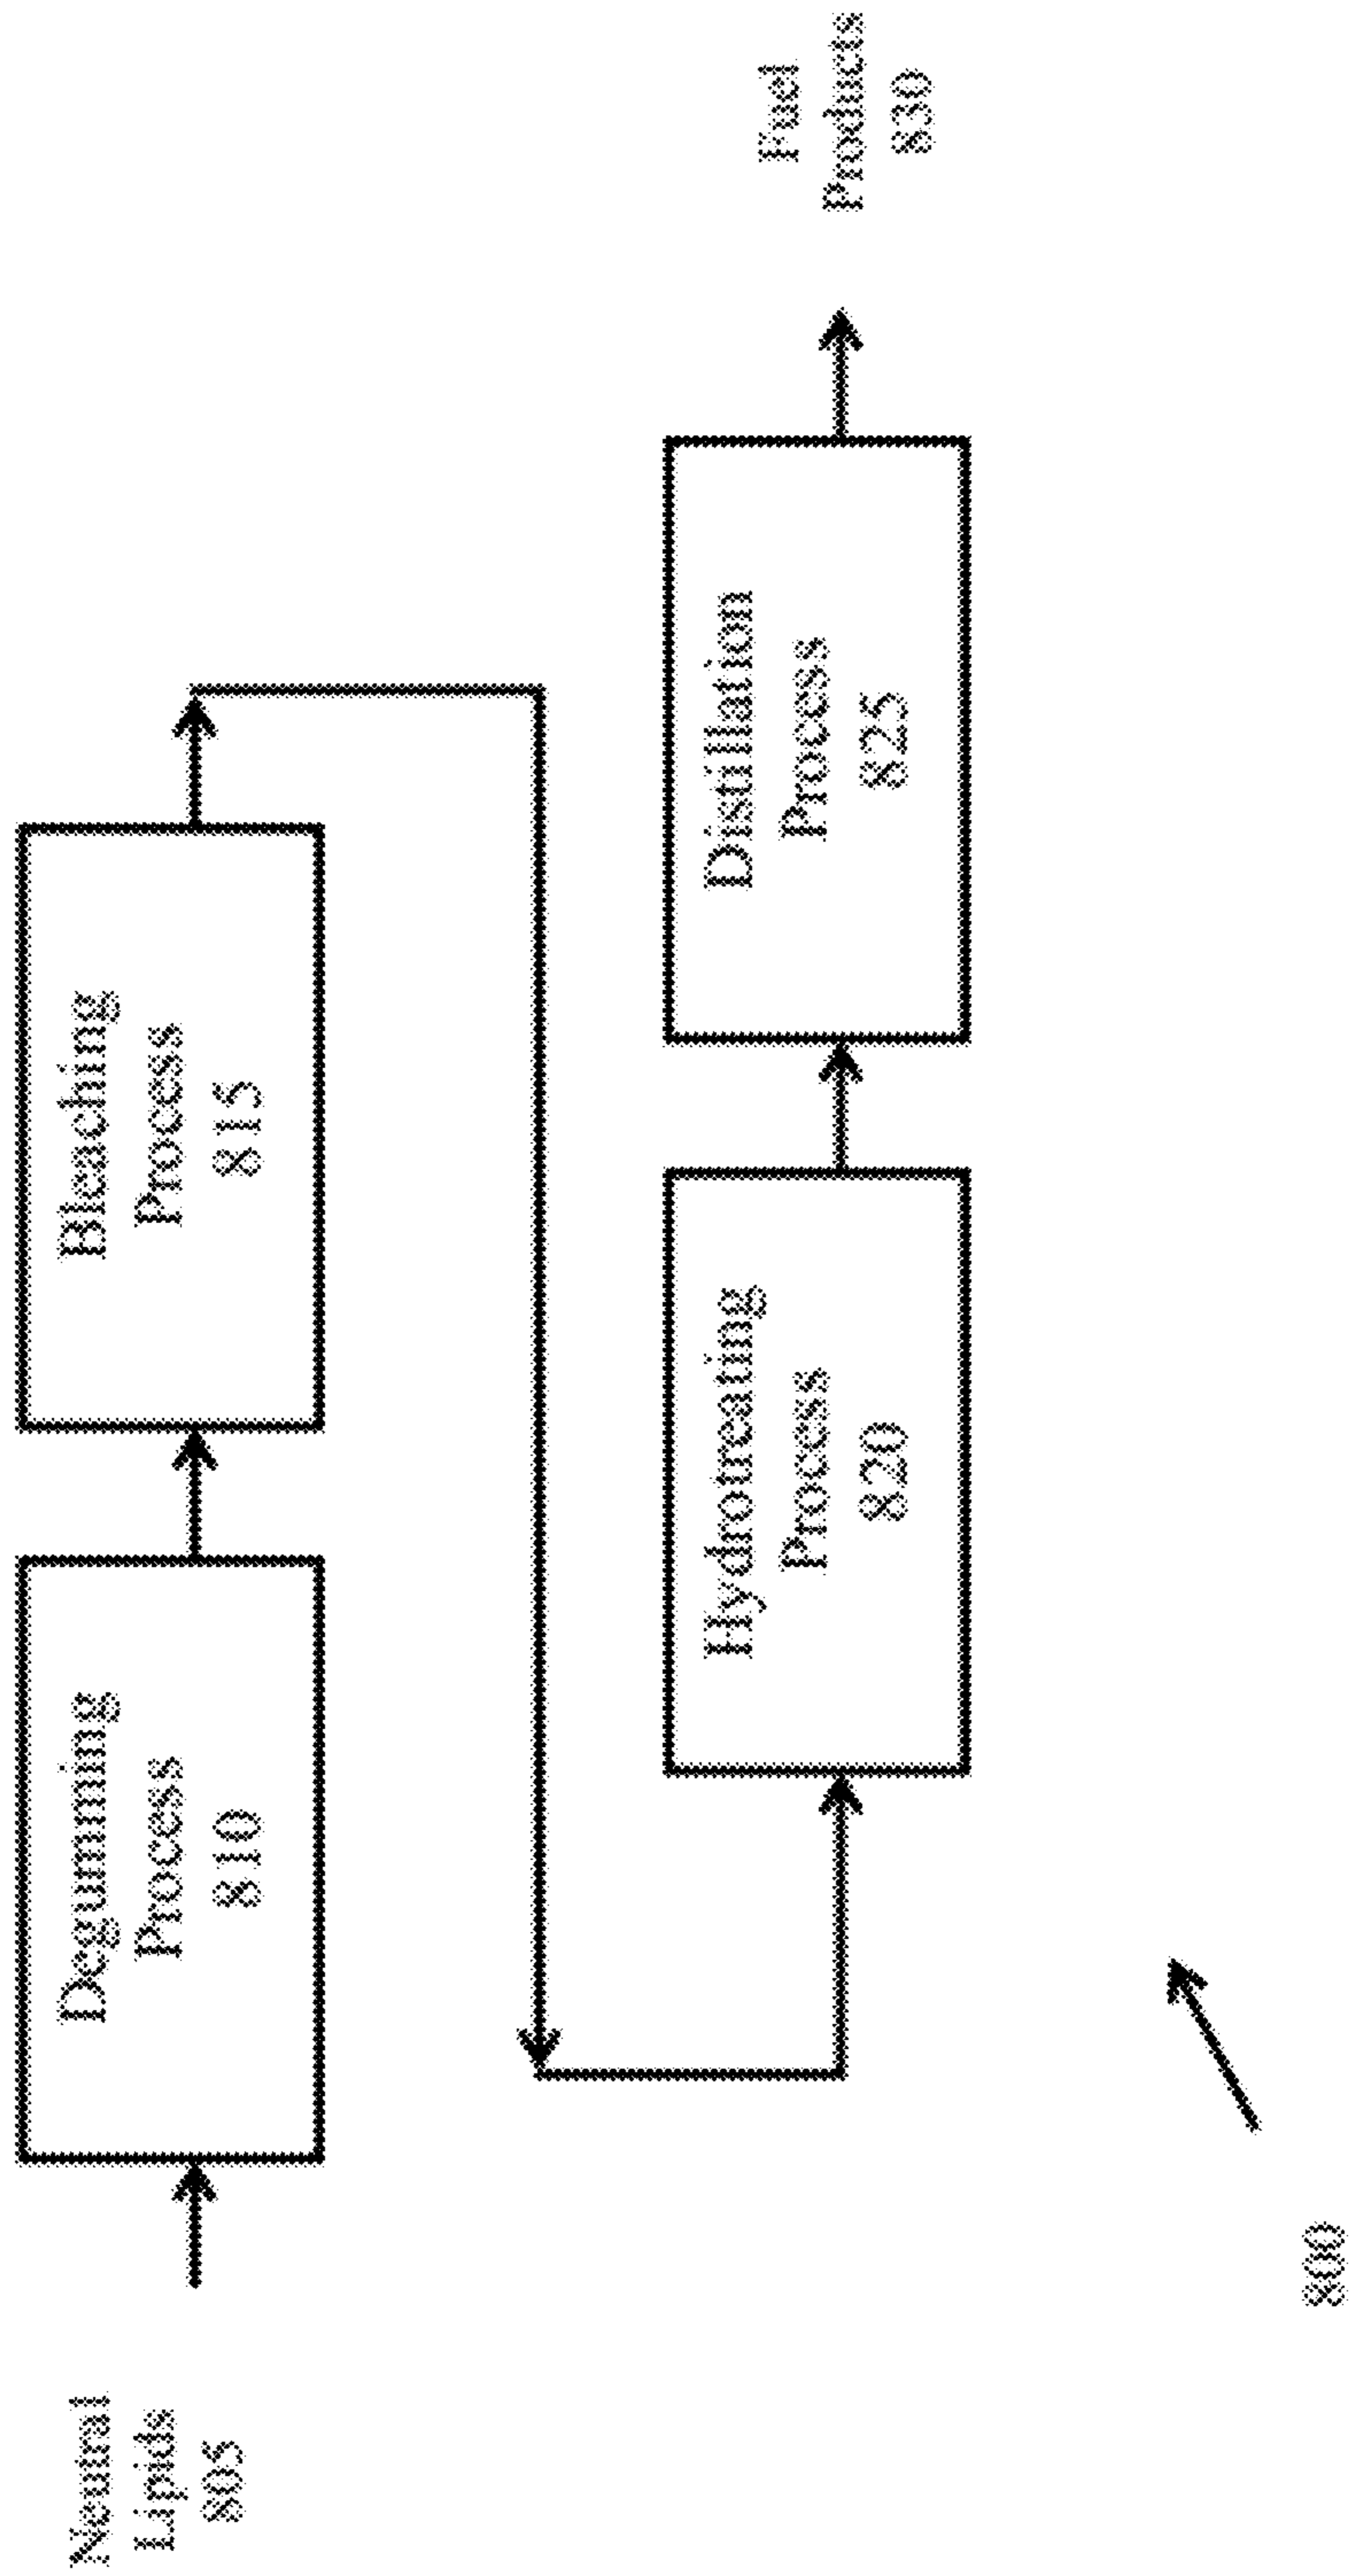 Neutral
Lipids
805
Degumming
Process
810
Bleaching
Process
815
Hydrotreating
Process
820
Distillation
Process
825
Fuel
Products
830
800